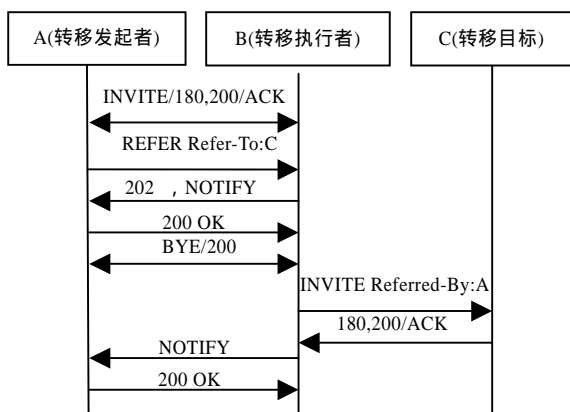 A(转移发起者)
B(转移执行者)
C(转移目标)
INVITE/180,200/ACK
REFER Refer-To:C
202 ，NOTIFY
200 OK
BYE/200
INVITE Referred-By:A
180,200/ACK
NOTIFY
200 OK